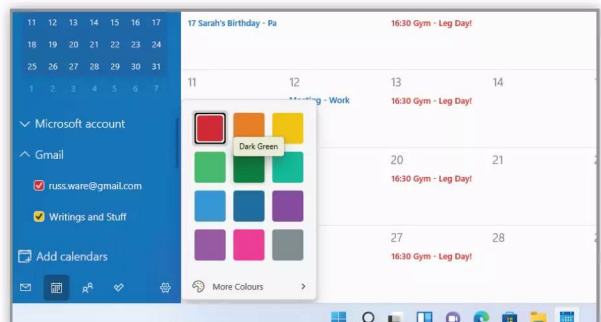 11 12 13 14 15 16 17
18 19 20 21 22 23 24
25 26 27 28 29 30 31
1 2 3 4 5 6 7
Microsoft account
Gmail
russ.ware@gmail.com
Writings and Stuff
Add calendars
17 Sarah's Birthday - Pa
16:30 Gym - Leg Day!
11
12
13
14
Meeting - Work
16:30 Gym - Leg Day!
Dark Green
20
21
16:30 Gym - Leg Day!
27
28
16:30 Gym - Leg Day!
More Colours